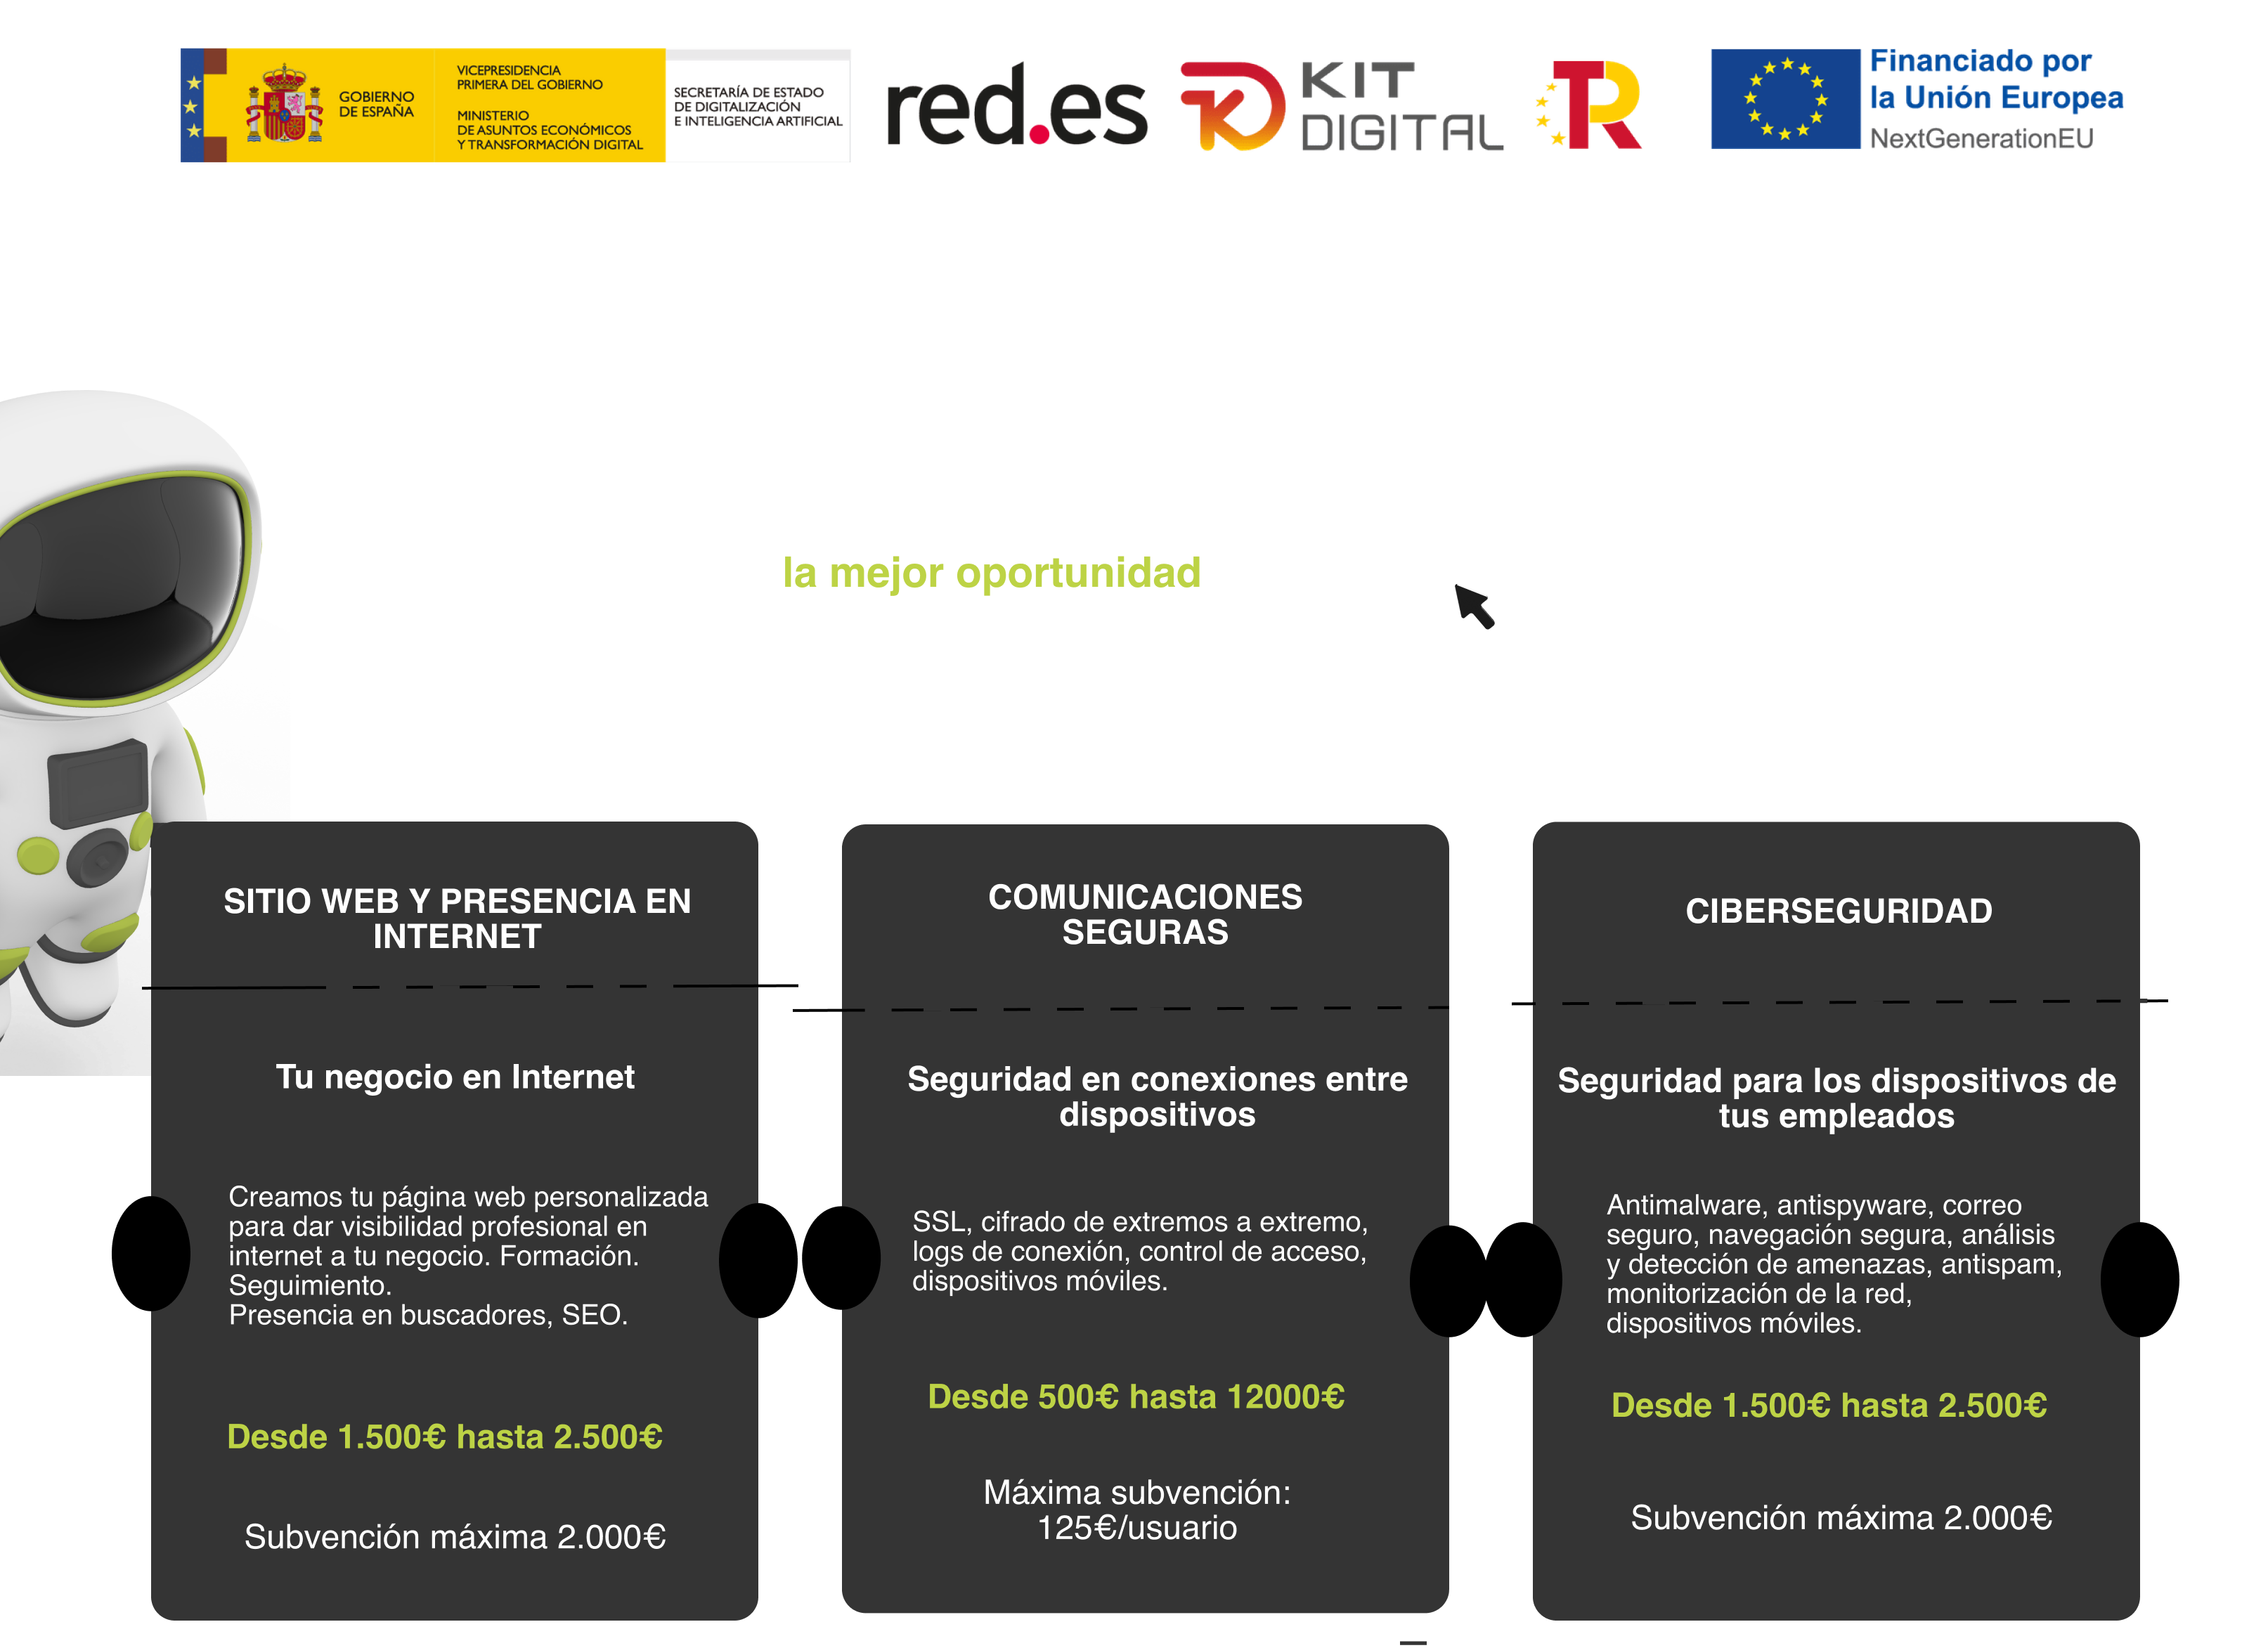 GOBIERNO
DE ESPAÑA
VICEPRESIDENCIA
PRIMERA DEL GOBIERNO
MINISTERIO
DE ASUNTOS ECONÓMICOS
Y TRANSFORMACIÓN DIGITAL
SECRETARÍA DE ESTADO
DE DIGITALIZACIÓN
E INTELIGENCIA ARTIFICIAL
red.es
KIT
DIGITAL
Financiado por
la Unión Europea
NextGenerationEU
la mejor oportunidad
SITIO WEB Y PRESENCIA EN
INTERNET
Tu negocio en Internet
Creamos tu página web personalizada
para dar visibilidad profesional en
internet a tu negocio. Formación.
Seguimiento.
Presencia en buscadores, SEO.
Desde 1.500€ hasta 2.500€
Subvención máxima 2.000€
COMUNICACIONES
SEGURAS
Seguridad en conexiones entre
dispositivos
SSL, cifrado de extremos a extremo,
logs de conexión, control de acceso,
dispositivos móviles.
Desde 500€ hasta 12000€
Máxima subvención:
125€/usuario
CIBERSEGURIDAD
Seguridad para los dispositivos de
tus empleados
Antimalware, antispyware, correo
seguro, navegación segura, análisis
y detección de amenazas, antispam,
monitorización de la red,
dispositivos móviles.
Desde 1.500€ hasta 2.500€
Subvención máxima 2.000€